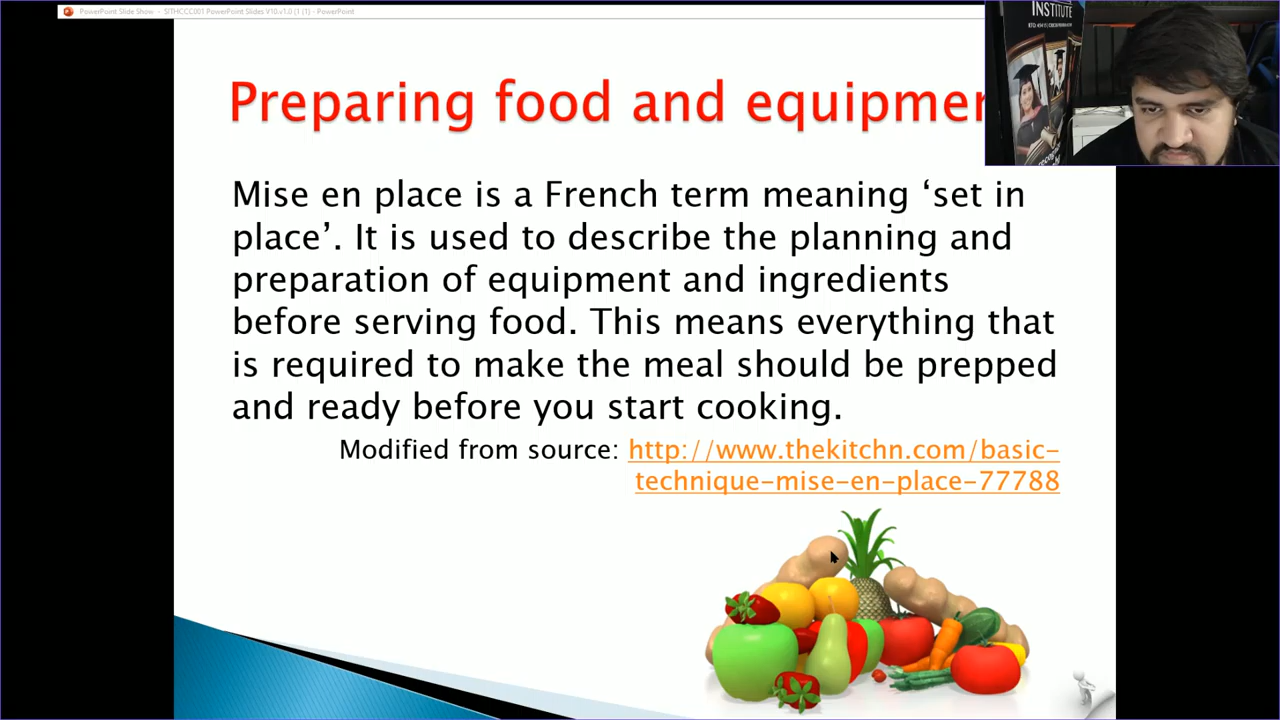 PowerPoint Slide Show - SITHCCC001 PowerPoint Slides V10.v1.0 (1 (1) - PowerPoint
INSTITUTE
Preparing food and equipmen
Mise en place is a French term meaning ‘set in
place’. It is used to describe the planning and
preparation of equipment and ingredients
before serving food. This means everything that
is required to make the meal should be prepped
and ready before you start cooking.
Modified from source: http://www.thekitchn.com/basic-
technique-mise-en-place-77788